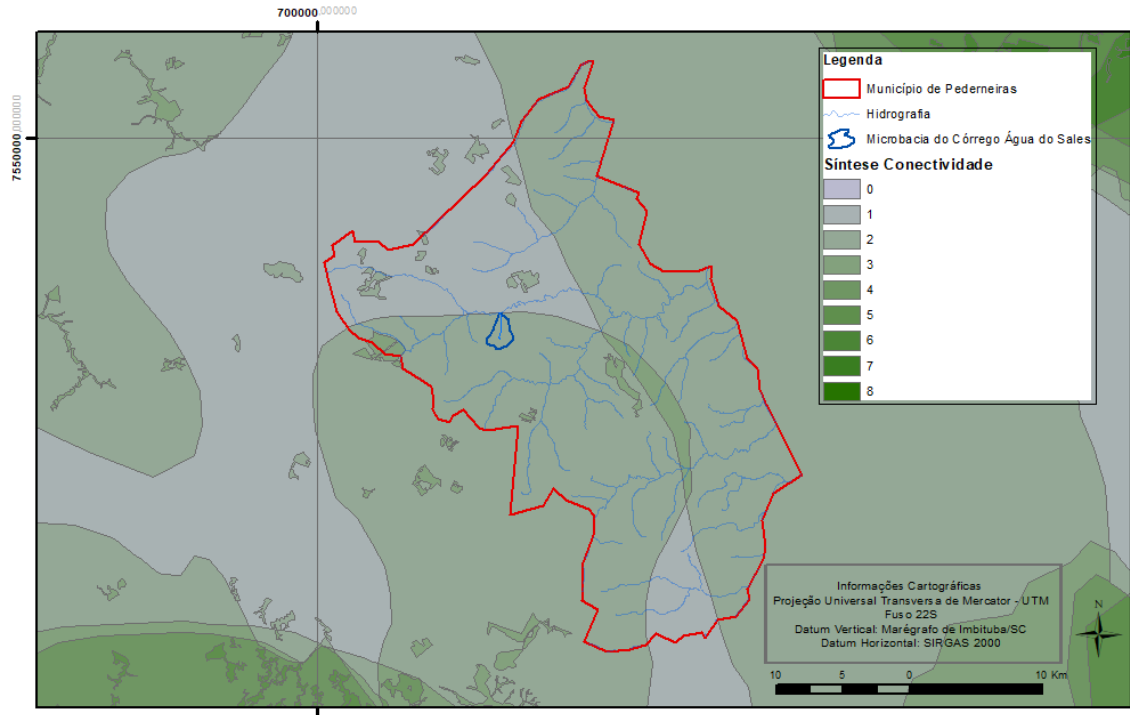 700000,000000
7550000,000000
Legenda
Município de Pederneiras
Hidrografia
Microbacia do Córrego Água do Sales
Síntese Conectividade
0
1
2
3
4
5
6
7
8
Informações Cartográficas
Projeção Universal Transversa de Mercator - UTM
Fuso 22S
Datum Vertical: Marégrafo de Imbituba/SC
Datum Horizontal: SIRGAS 2000
N
10 5 0 10 Km